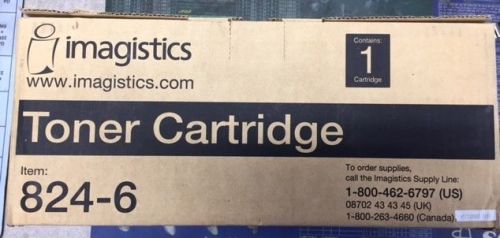 imagistics
www.imagistics.com
Contains:
1
Cartridge
Toner Cartridge
Item:
824-6
To order supplies,
call the Imagistics Supply Line:
1-800-462-6797 (US)
08702 43 43 45 (UK)
1-800-263-4660 (Canada)